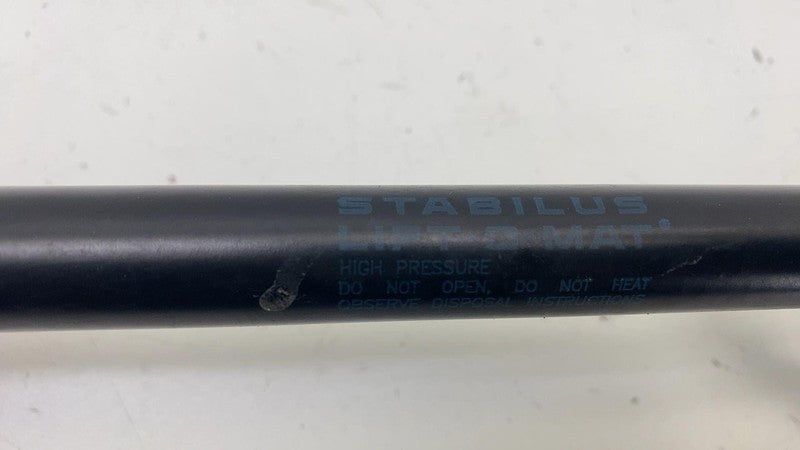 STABILUS
LIFT-O-MAT®
HIGH PRESSURE
DO NOT OPEN, DO NOT HEAT
OBSERVE DISPOSAL INSTRUCTIONS